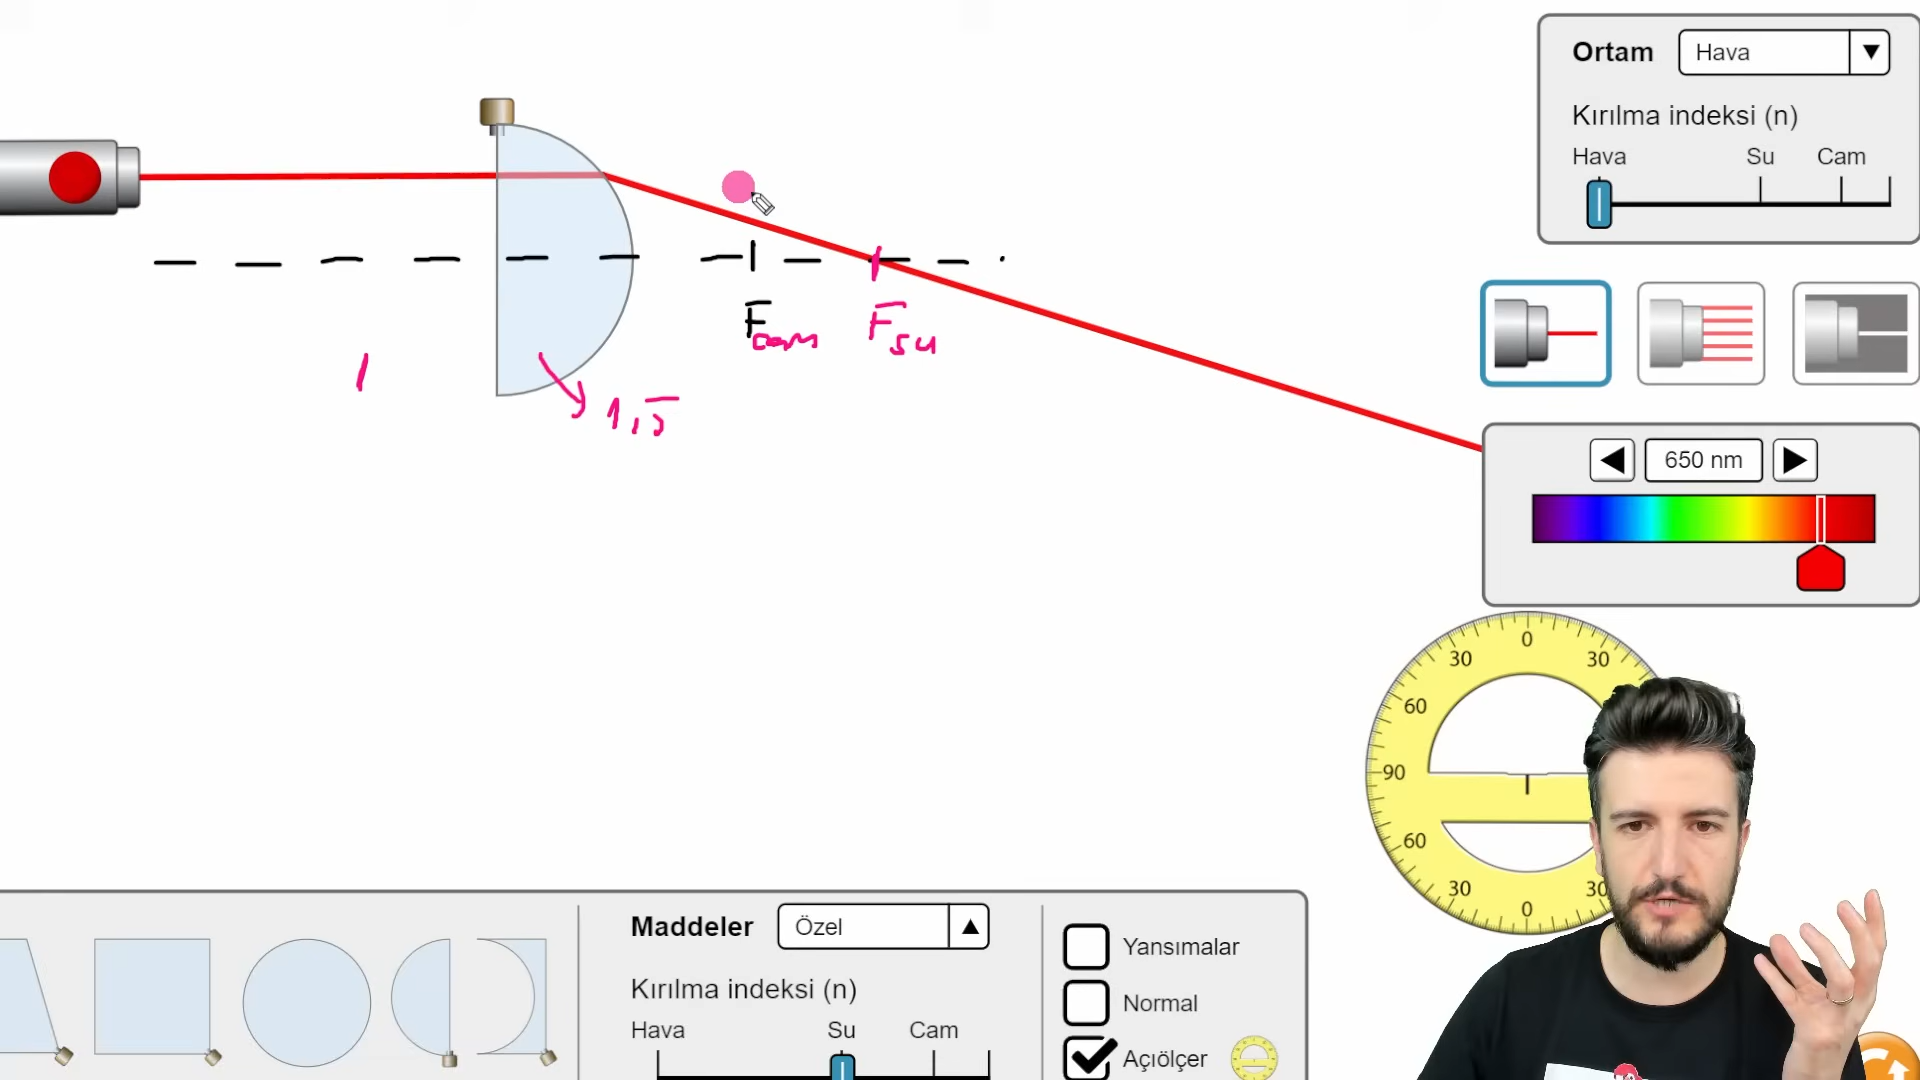 Ortam Hava
Kırılma indeksi (n)
Hava Su Cam
F cam
F su
1,5
650 nm
0
30 30
60
90
60
30 30
0
Maddeler Özel
Kırılma indeksi (n)
Hava Su Cam
Yansımalar
Normal
Açıölçer